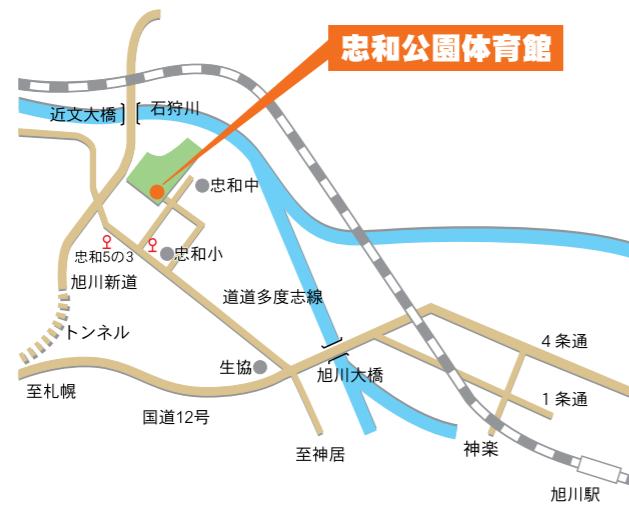 忠和公園体育館
近文大橋
石狩川
忠和中
忠和5の3
忠和小
旭川新道
道道多度志線
トンネル
4条通
生協
旭川大橋
至札幌
1条通
国道12号
至神居
神楽
旭川駅